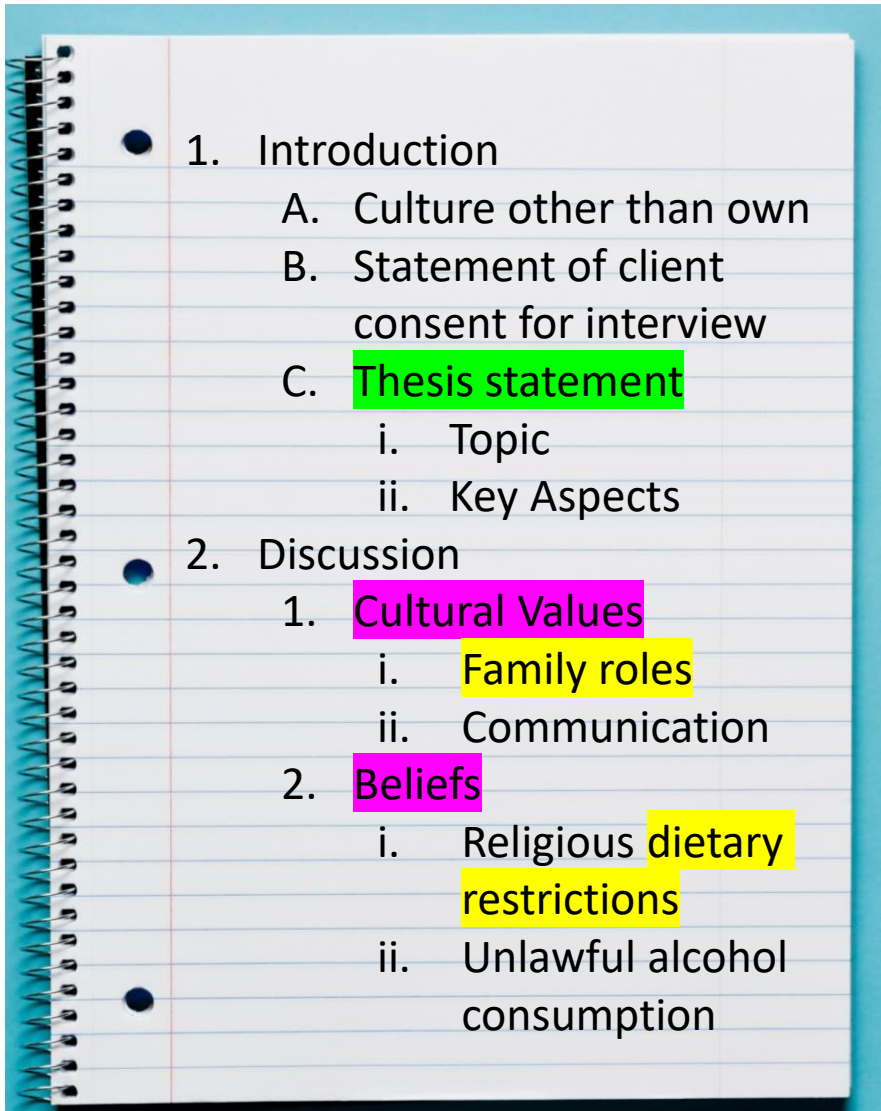 1. Introduction
A. Culture other than own
B. Statement of client
consent for interview
C. Thesis statement
i. Topic
ii. Key Aspects
2. Discussion
1. Cultural Values
i. Family roles
ii. Communication
2. Beliefs
i. Religious dietary
restrictions
ii. Unlawful alcohol
consumption